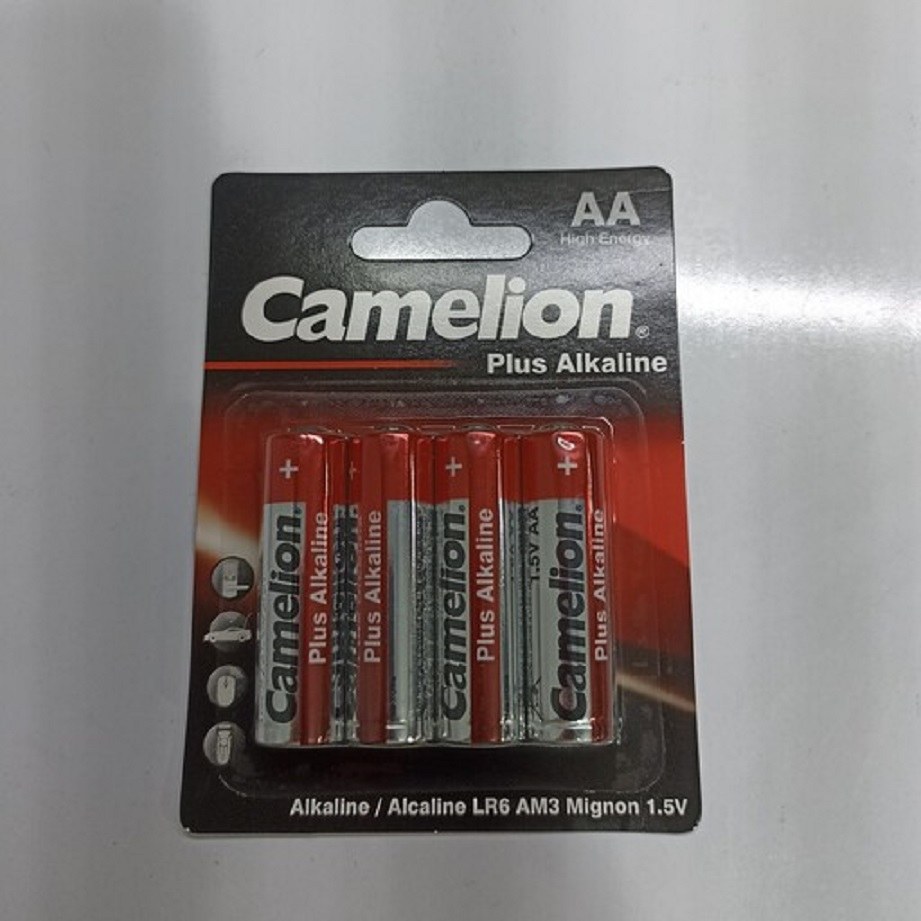 AA
High Energy
Camelion®
Plus Alkaline
+
+
+
+
Camelion®
Plus Alkaline
Plus Alkaline
Camelion®
Plus Alkaline
1.5V AA
Camelion®
Plus Alkaline
Alkaline / Alcaline LR6 AM3 Mignon 1.5V